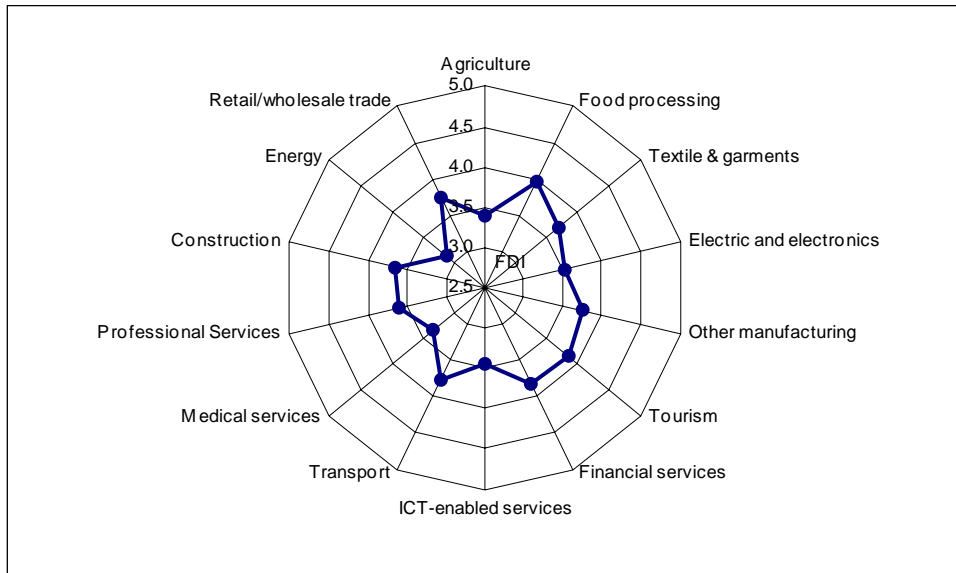 Agriculture
5.0
Retail/wholesale trade
Food processing
4.5
Energy
Textile & garments
4.0
3.5
Construction
Electric and electronics
3.0
FDI
2.5
Professional Services
Other manufacturing
Medical services
Tourism
Transport
Financial services
ICT-enabled services